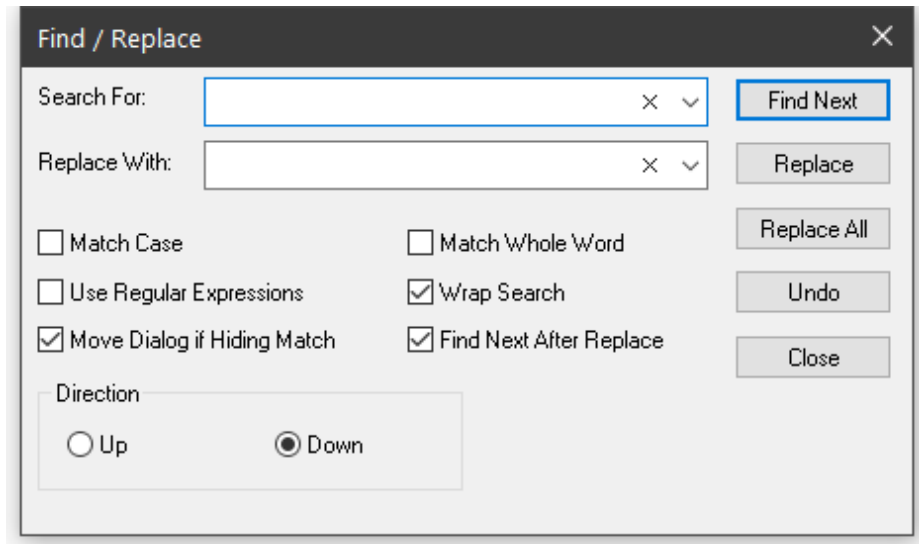 Find / Replace
Search For:
Find Next
Replace With:
Replace
Match Case
Match Whole Word
Replace All
Use Regular Expressions
Wrap Search
Undo
Move Dialog if Hiding Match
Find Next After Replace
Close
Direction
Up
Down